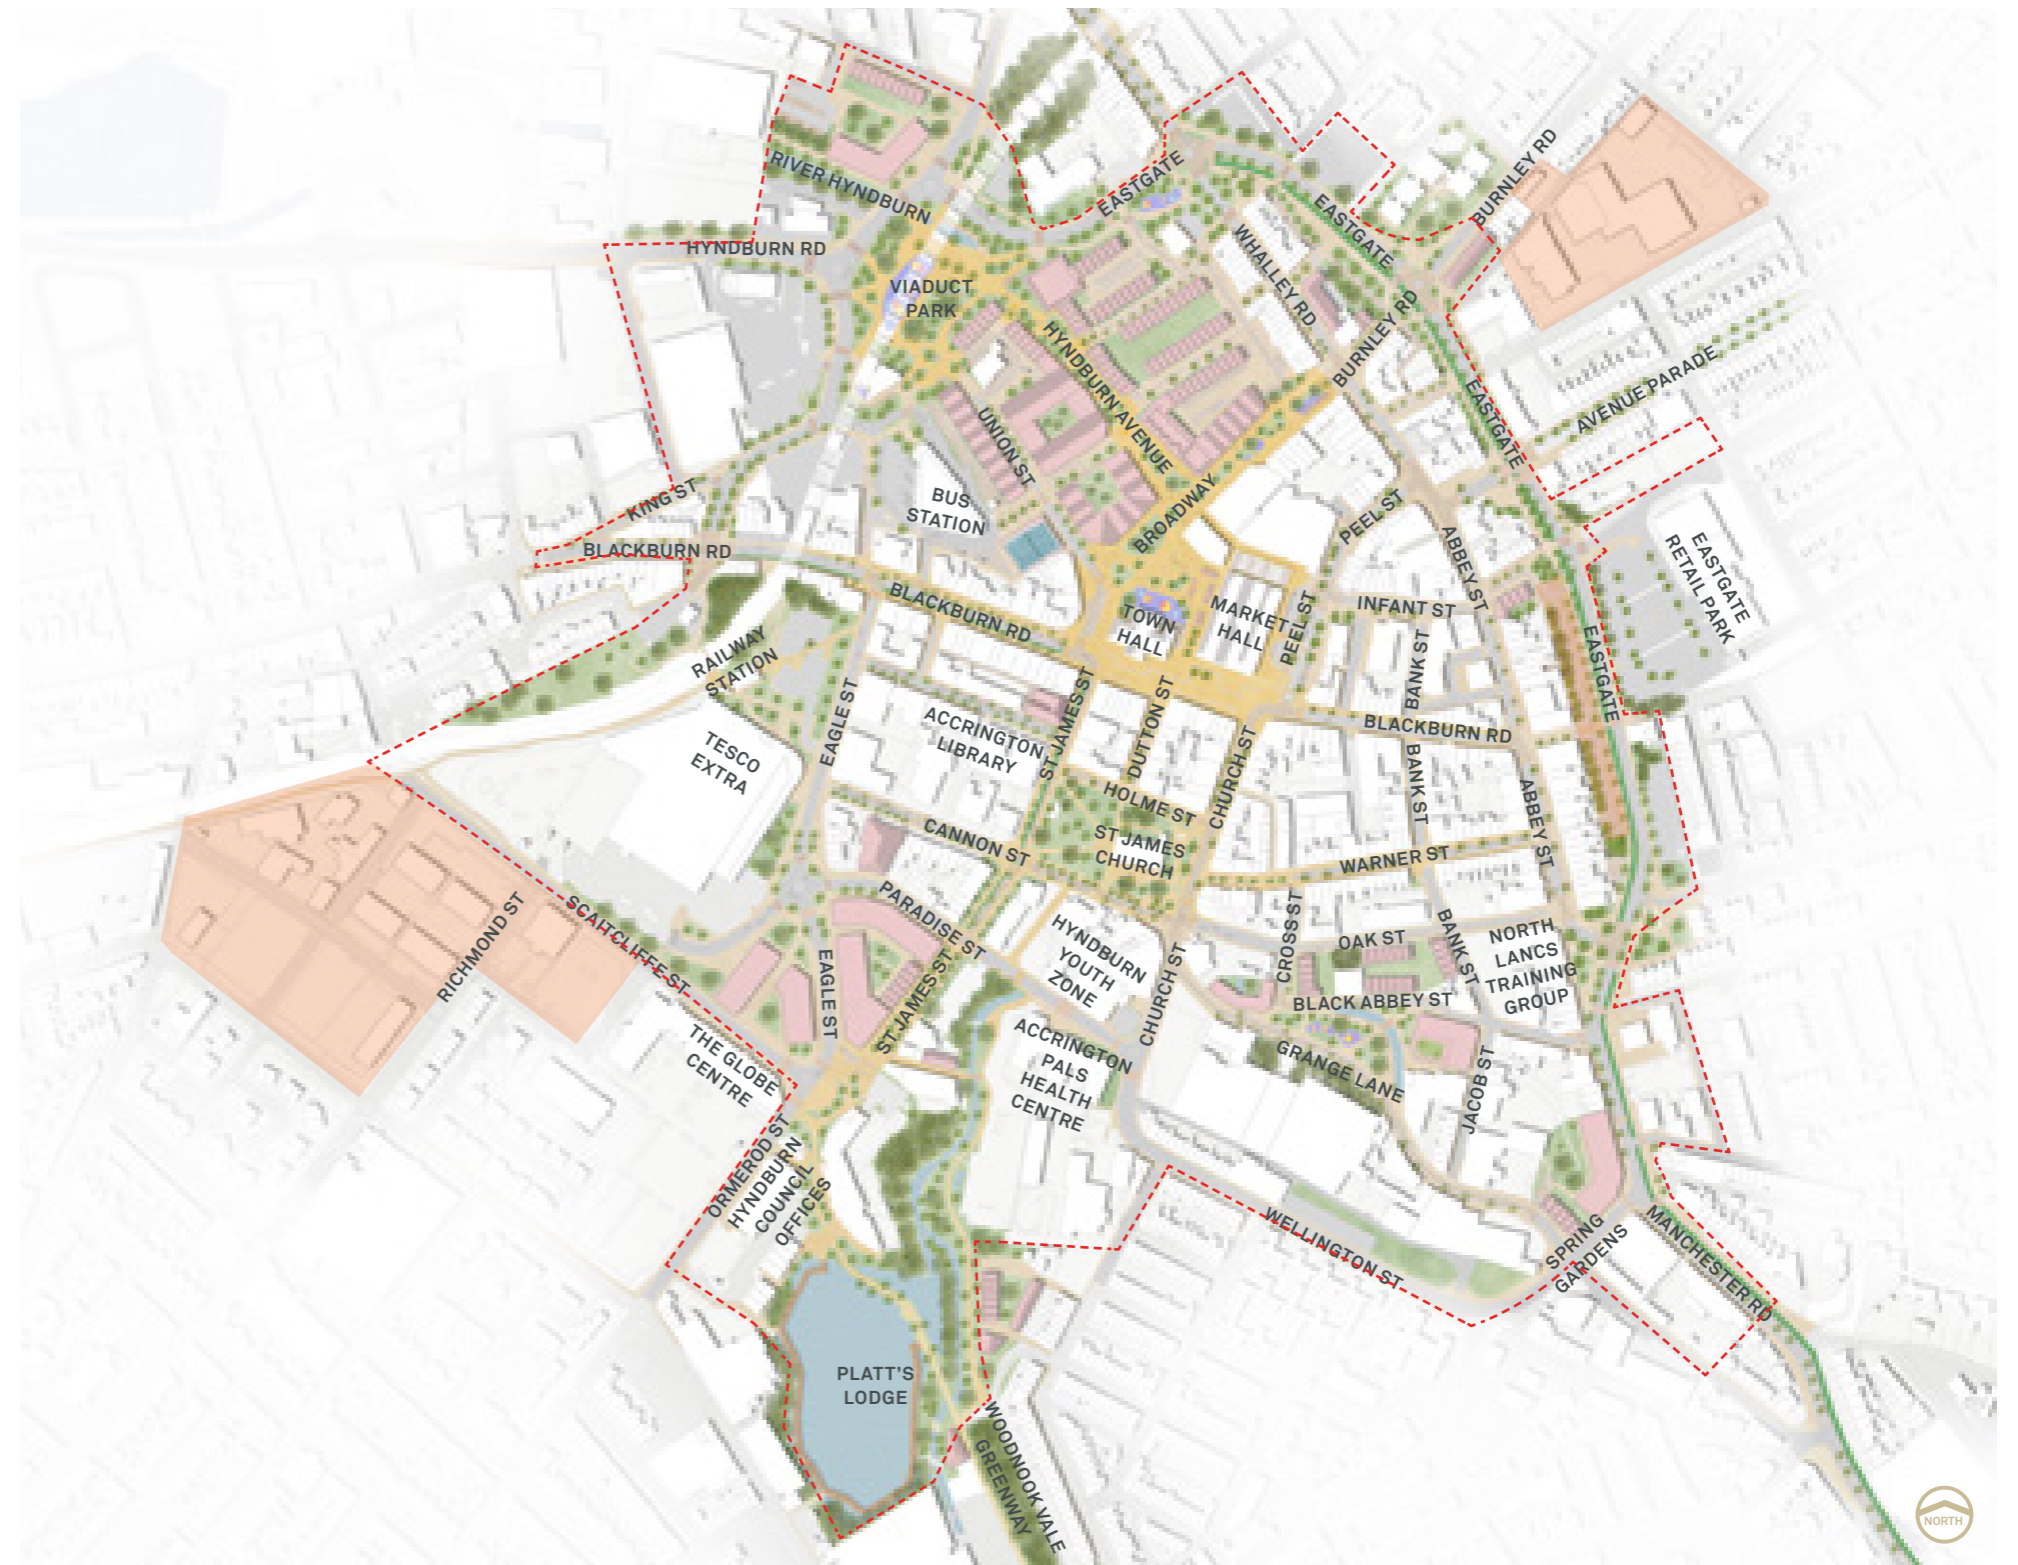 RIVER HYNDBURN
EASTGATE
BURNLEY RD
EASTGATE
HYNDBURN RD
WHALLEY RD
VIADUCT
PARK
HYNDBURN AVENUE
BURNLEY RD
EASTGATE
AVENUE PARADE
UNION ST
KING ST
BUS
STATION
BROADWAY
PEEL ST
ABBEY ST
EASTGATE
RETAIL PARK
BLACKBURN RD
BLACKBURN RD
TOWN
HALL
MARKET
HALL
PEEL ST
INFANT ST
BANK ST
EASTGATE
RAILWAY
STATION
EAGLE ST
ACCRINGTON
LIBRARY
ST JAMES ST
DUTTON ST
CHURCH ST
BLACKBURN RD
BANK ST
ABBEY ST
TESCO
EXTRA
HOLME ST
CANNON ST
ST JAMES
CHURCH
WARNER ST
PARADISE ST
SCAITCLIFFE ST
RICHMOND ST
HYNDBURN
YOUTH
ZONE
CROSS ST
OAK ST
BANK ST
NORTH
LANCS
TRAINING
GROUP
EAGLE ST
ST JAMES ST
CHURCH ST
BLACK ABBEY ST
THE GLOBE
CENTRE
ACCRINGTON
PALS
HEALTH
CENTRE
GRANGE LANE
JACOB ST
ORMEROD ST
HYNDBURN
COUNCIL
OFFICES
WELLINGTON ST
SPRING
GARDENS
MANCHESTER RD
PLATT'S
LODGE
WOODNOOK VALE
GREENWAY
NORTH